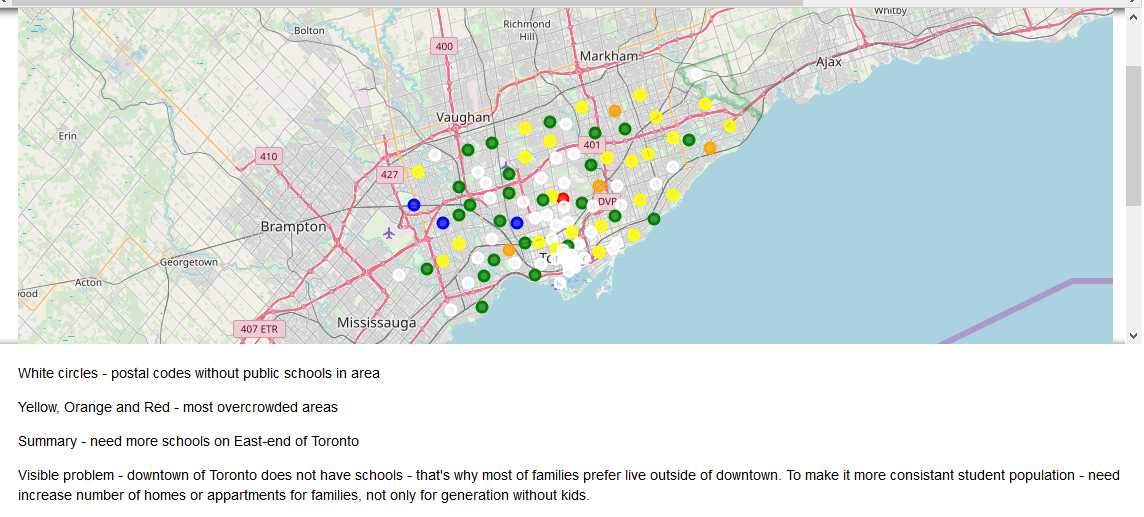 Whitby
Richmond
Hill
Bolton
400
Markham
Ajax
Vaughan
Erin
401
410
427
DVP
Brampton
To
Georgetown
Acton
ood
Mississauga
407 ETR
White circles - postal codes without public schools in area
Yellow, Orange and Red - most overcrowded areas
Summary - need more schools on East-end of Toronto
Visible problem - downtown of Toronto does not have schools - that's why most of families prefer live outside of downtown. To make it more consistant student population - need
increase number of homes or appartments for families, not only for generation without kids.